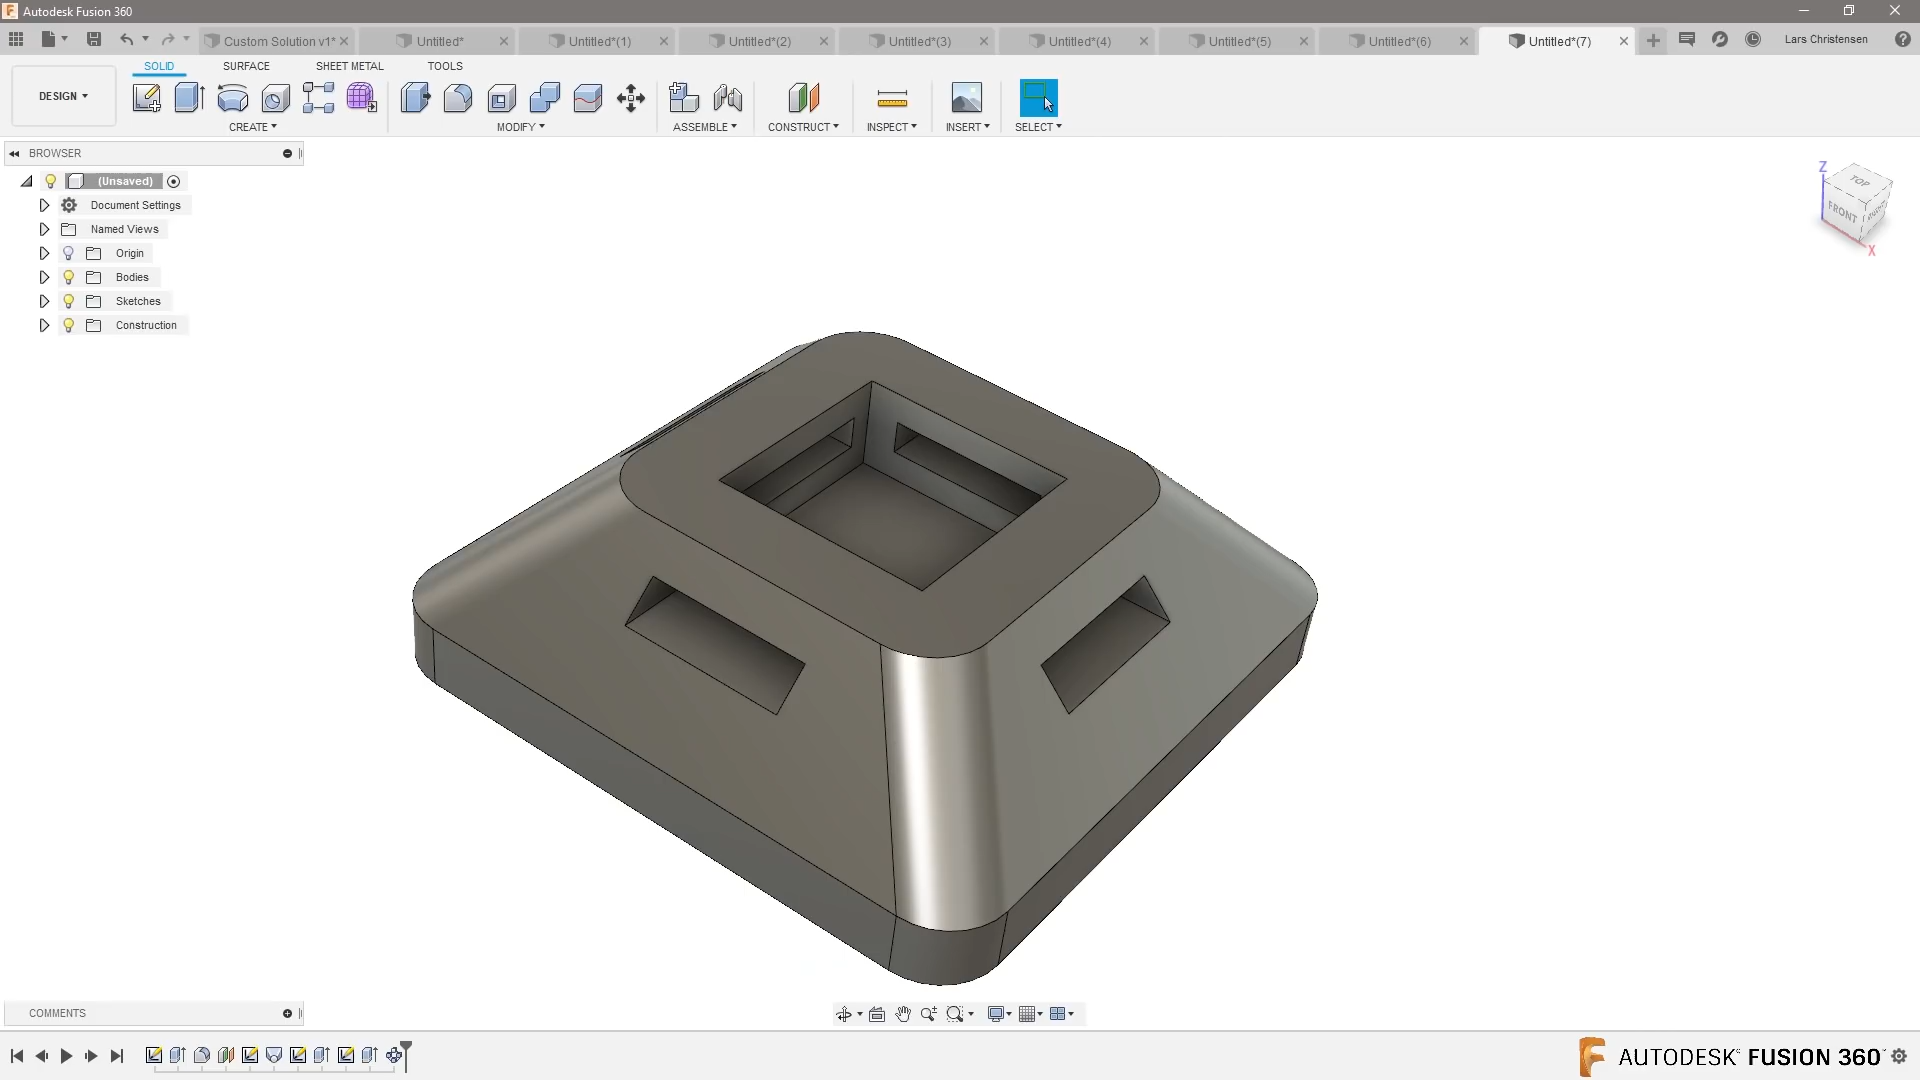 Autodesk Fusion 360
Custom Solution v1*
Untitled*
Untitled*(1)
Untitled*(2)
Untitled*(3)
Untitled*(4)
Untitled*(5)
Untitled*(6)
Untitled*(7)
Lars Christensen
SOLID
SURFACE
SHEET METAL
TOOLS
DESIGN
CREATE
MODIFY
ASSEMBLE
CONSTRUCT
INSPECT
INSERT
SELECT
BROWSER
(Unsaved)
Document Settings
Named Views
Origin
Bodies
Sketches
Construction
Z
TOP
FRONT
RIGHT
X
COMMENTS
AUTODESK FUSION 360